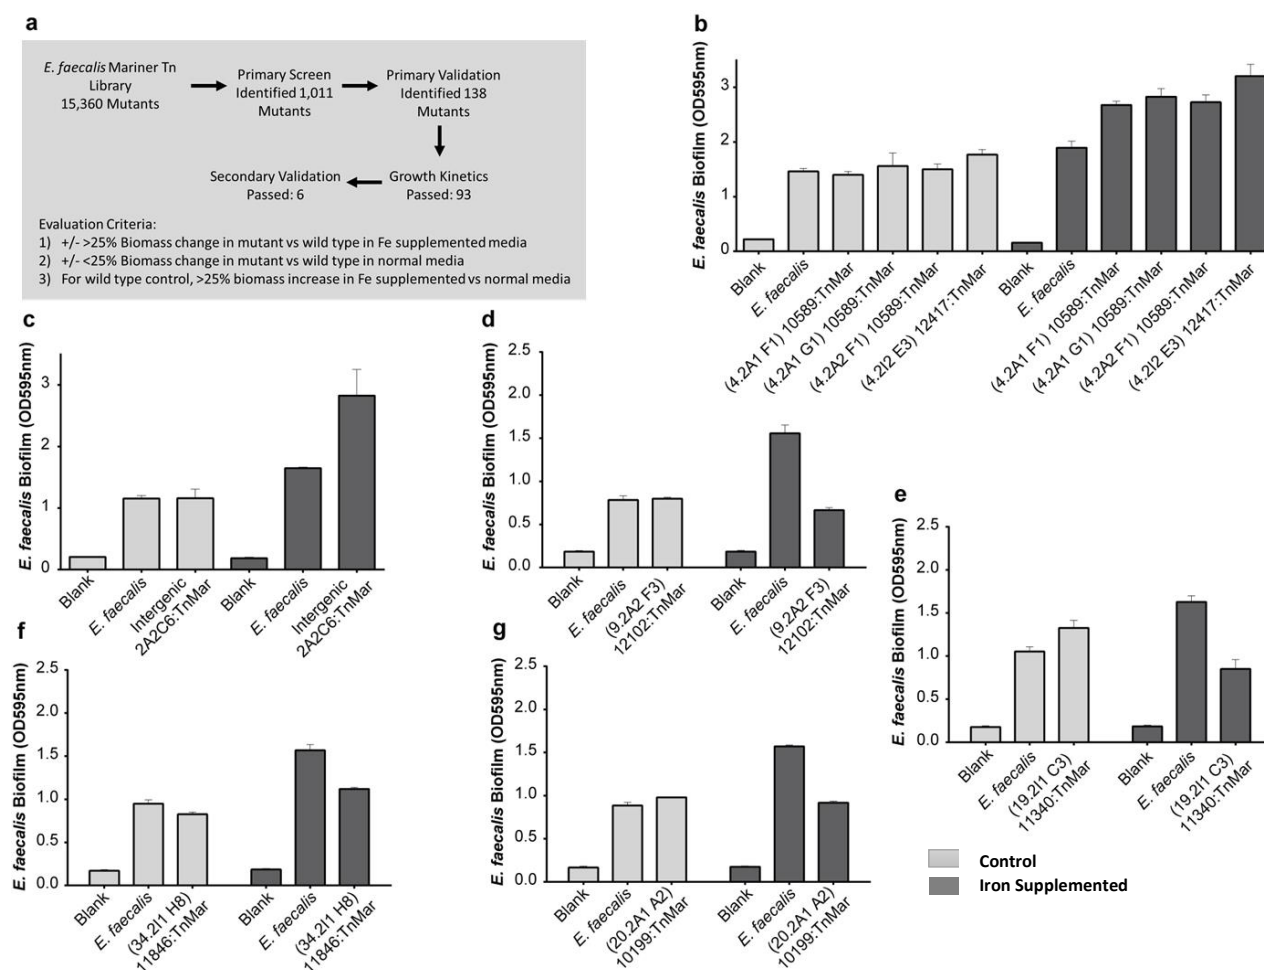 a
E. faecalis Mariner Tn
Library
15,360 Mutants
Primary Screen
Identified 1,011
Mutants
Primary Validation
Identified 138
Mutants
Secondary Validation
Passed: 6
Growth Kinetics
Passed: 93
Evaluation Criteria:
1) +/- >25% Biomass change in mutant vs wild type in Fe supplemented media
2) +/- <25% Biomass change in mutant vs wild type in normal media
3) For wild type control, >25% biomass increase in Fe supplemented vs normal media
b
E. faecalis Biofilm (OD595nm)
3
2
1
0
Blank
E. faecalis
(4.2A1 F1) 10589:TnMar
(4.2A1 G1) 10589:TnMar
(4.2A2 F1) 10589:TnMar
(4.2I2 E3) 12417:TnMar
Blank
E. faecalis
(4.2A1 F1) 10589:TnMar
(4.2A1 G1) 10589:TnMar
(4.2A2 F1) 10589:TnMar
(4.2I2 E3) 12417:TnMar
c
E. faecalis Biofilm (OD595nm)
3
2
1
0
Blank
E. faecalis
Intergenic
2A2C6:TnMar
Blank
E. faecalis
Intergenic
2A2C6:TnMar
d
E. faecalis Biofilm (OD595nm)
2.5
2.0
1.5
1.0
0.5
0.0
Blank
E. faecalis
(9.2A2 F3)
12102:TnMar
Blank
E. faecalis
(9.2A2 F3)
12102:TnMar
e
E. faecalis Biofilm (OD595nm)
2.5
2.0
1.5
1.0
0.5
0.0
Blank
E. faecalis
(19.2I1 C3)
11340:TnMar
Blank
E. faecalis
(19.2I1 C3)
11340:TnMar
f
E. faecalis Biofilm (OD595nm)
2.5
2.0
1.5
1.0
0.5
0.0
Blank
E. faecalis
(34.2I1 H8)
11846:TnMar
Blank
E. faecalis
(34.2I1 H8)
11846:TnMar
g
E. faecalis Biofilm (OD595nm)
2.5
2.0
1.5
1.0
0.5
0.0
Blank
E. faecalis
(20.2A1 A2)
10199:TnMar
Blank
E. faecalis
(20.2A1 A2)
10199:TnMar
Control
Iron Supplemented